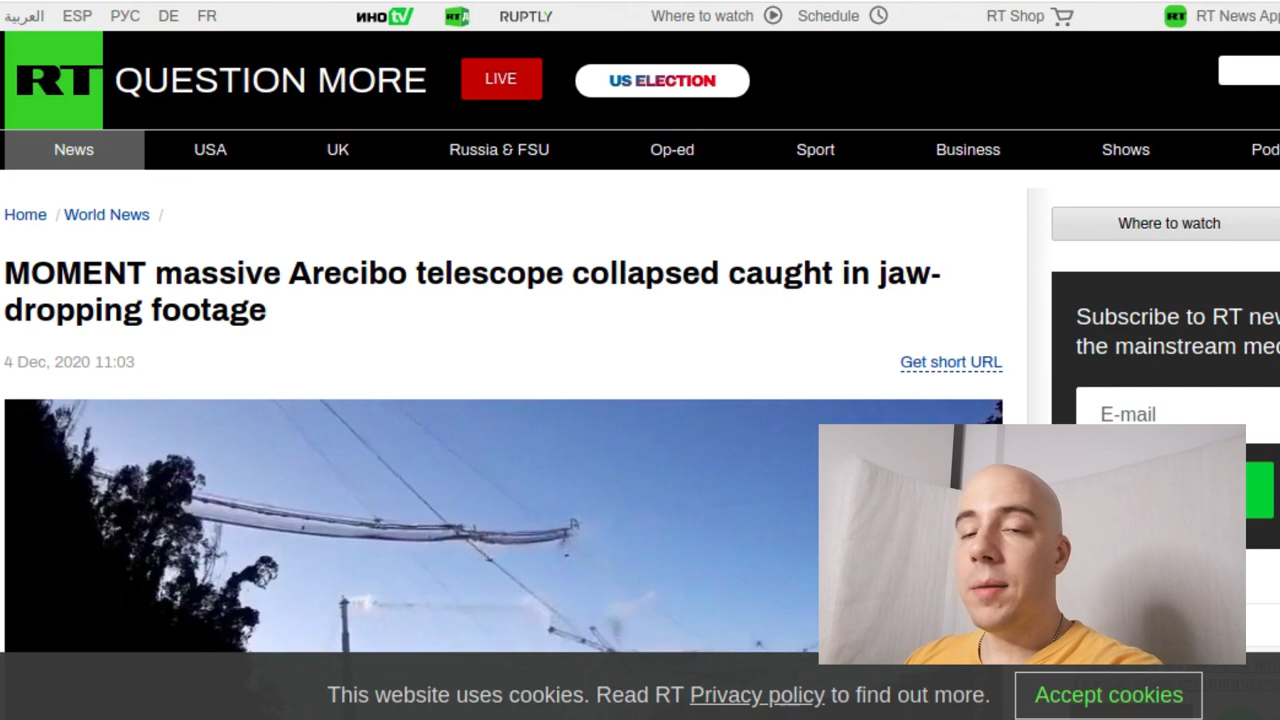 العربية ESP РУС DE FR ИНО tv RT Д RUPTLY Where to watch Schedule RT Shop RT RT News App
RT QUESTION MORE LIVE US ELECTION
News USA UK Russia & FSU Op-ed Sport Business Shows Pod
Home / World News /
Where to watch
MOMENT massive Arecibo telescope collapsed caught in jaw-
dropping footage
Subscribe to RT new
the mainstream med
4 Dec, 2020 11:03 Get short URL
E-mail
This website uses cookies. Read RT Privacy policy to find out more. Accept cookies